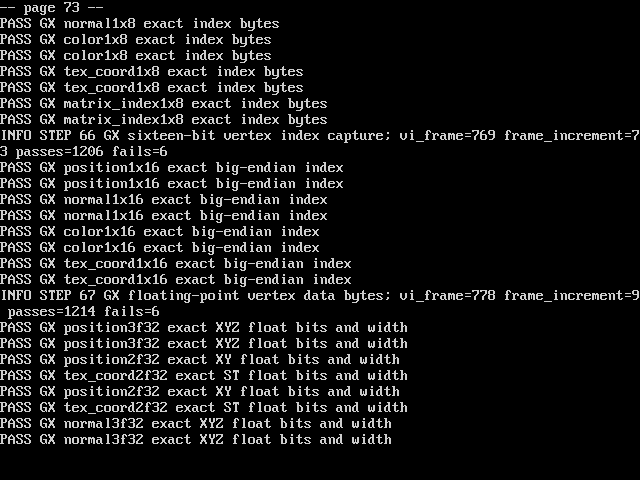 -- page 73 --
PASS GX normal1x8 exact index bytes
PASS GX color1x8 exact index bytes
PASS GX color1x8 exact index bytes
PASS GX tex_coord1x8 exact index bytes
PASS GX tex_coord1x8 exact index bytes
PASS GX matrix_index1x8 exact index bytes
PASS GX matrix_index1x8 exact index bytes
INFO STEP 66 GX sixteen-bit vertex index capture; vi_frame=769 frame_increment=7
3 passes=1206 fails=6
PASS GX position1x16 exact big-endian index
PASS GX position1x16 exact big-endian index
PASS GX normal1x16 exact big-endian index
PASS GX normal1x16 exact big-endian index
PASS GX color1x16 exact big-endian index
PASS GX color1x16 exact big-endian index
PASS GX tex_coord1x16 exact big-endian index
PASS GX tex_coord1x16 exact big-endian index
INFO STEP 67 GX floating-point vertex data bytes; vi_frame=778 frame_increment=9
 passes=1214 fails=6
PASS GX position3f32 exact XYZ float bits and width
PASS GX position3f32 exact XYZ float bits and width
PASS GX position2f32 exact XY float bits and width
PASS GX tex_coord2f32 exact ST float bits and width
PASS GX position2f32 exact XY float bits and width
PASS GX tex_coord2f32 exact ST float bits and width
PASS GX normal3f32 exact XYZ float bits and width
PASS GX normal3f32 exact XYZ float bits and width